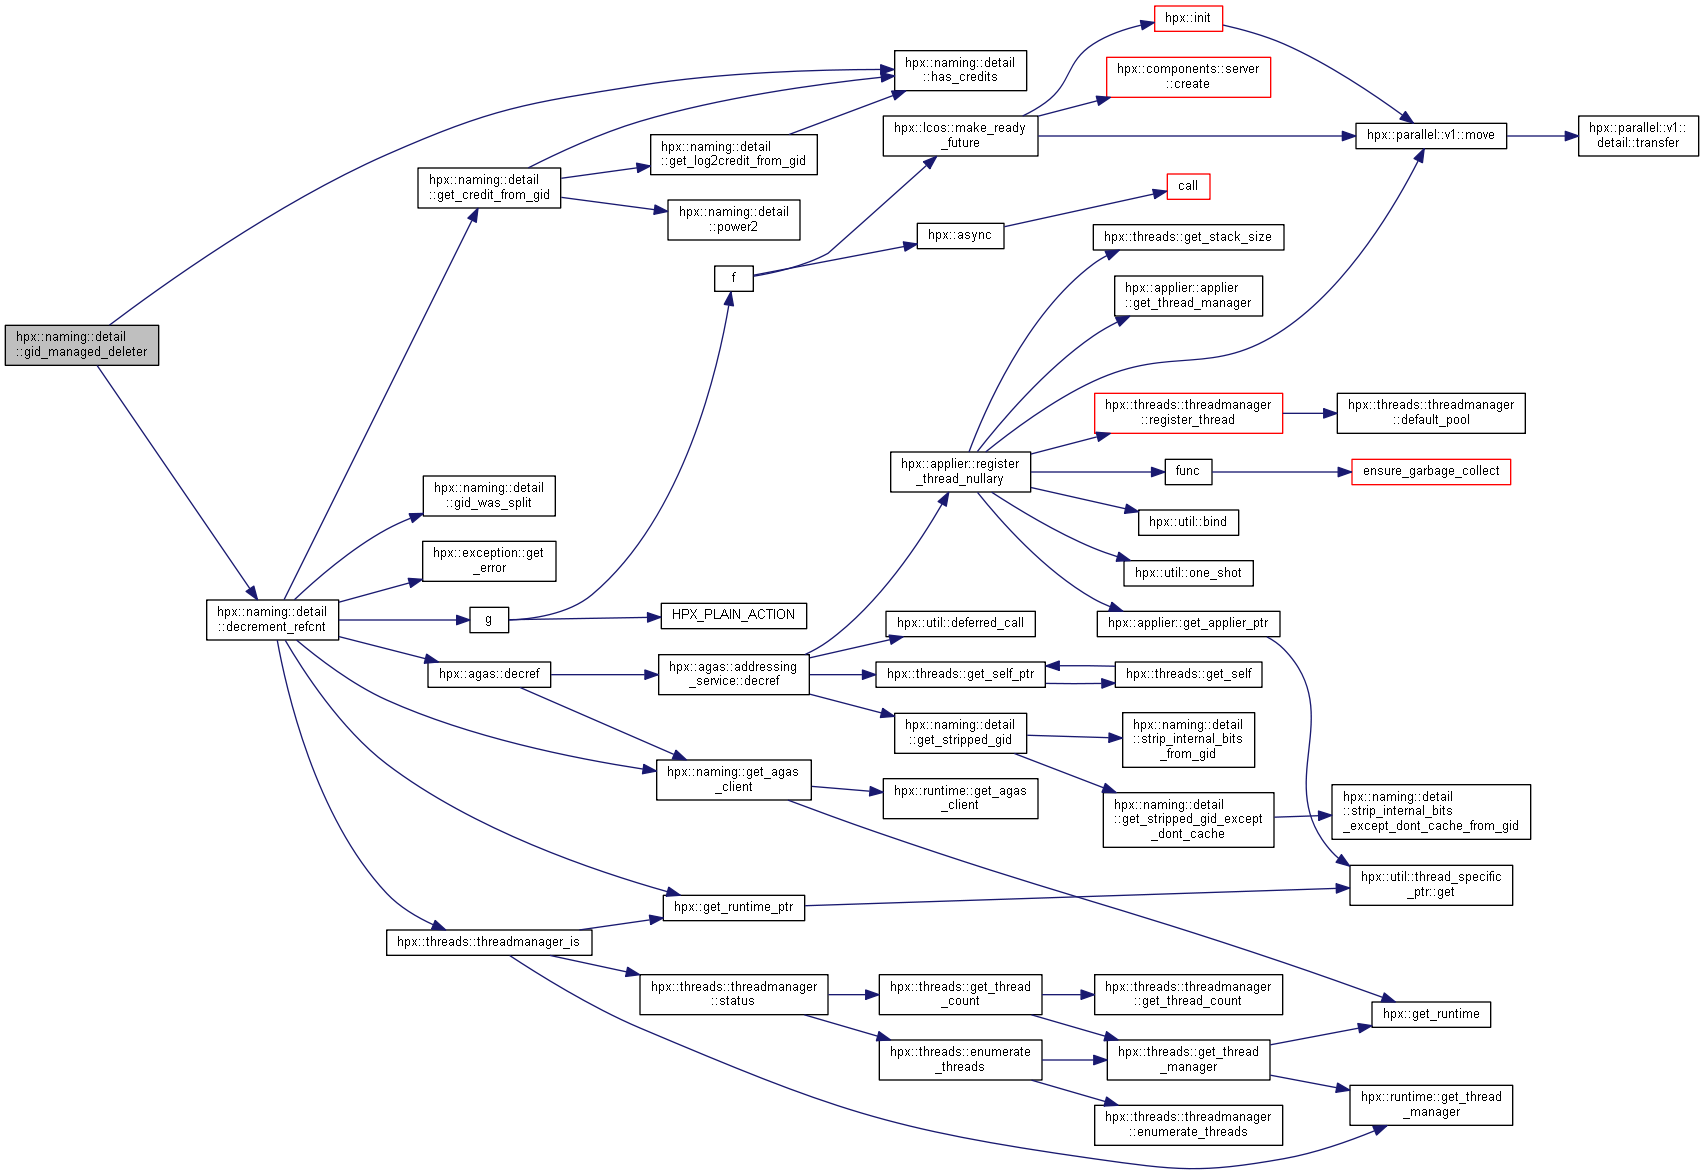 hpx::init
hpx::naming::detail
::has_credits
hpx::components::server
::create
hpx::lcos::make_ready
_future
hpx::parallel::v1::move
hpx::parallel::v1::
detail::transfer
hpx::naming::detail
::get_log2credit_from_gid
hpx::naming::detail
::get_credit_from_gid
call
hpx::naming::detail
::power2
hpx::async
hpx::threads::get_stack_size
f
hpx::applier::applier
::get_thread_manager
hpx::naming::detail
::gid_managed_deleter
hpx::threads::threadmanager
::register_thread
hpx::threads::threadmanager
::default_pool
hpx::applier::register
_thread_nullary
func
ensure_garbage_collect
hpx::naming::detail
::gid_was_split
hpx::util::bind
hpx::exception::get
_error
hpx::util::one_shot
hpx::naming::detail
::decrement_refcnt
g
HPX_PLAIN_ACTION
hpx::util::deferred_call
hpx::applier::get_applier_ptr
hpx::agas::decref
hpx::agas::addressing
_service::decref
hpx::threads::get_self_ptr
hpx::threads::get_self
hpx::naming::detail
::get_stripped_gid
hpx::naming::detail
::strip_internal_bits
_from_gid
hpx::naming::get_agas
_client
hpx::runtime::get_agas
_client
hpx::naming::detail
::get_stripped_gid_except
_dont_cache
hpx::naming::detail
::strip_internal_bits
_except_dont_cache_from_gid
hpx::util::thread_specific
_ptr::get
hpx::get_runtime_ptr
hpx::threads::threadmanager_is
hpx::threads::threadmanager
::status
hpx::threads::get_thread
_count
hpx::threads::threadmanager
::get_thread_count
hpx::get_runtime
hpx::threads::enumerate
_threads
hpx::threads::get_thread
_manager
hpx::runtime::get_thread
_manager
hpx::threads::threadmanager
::enumerate_threads